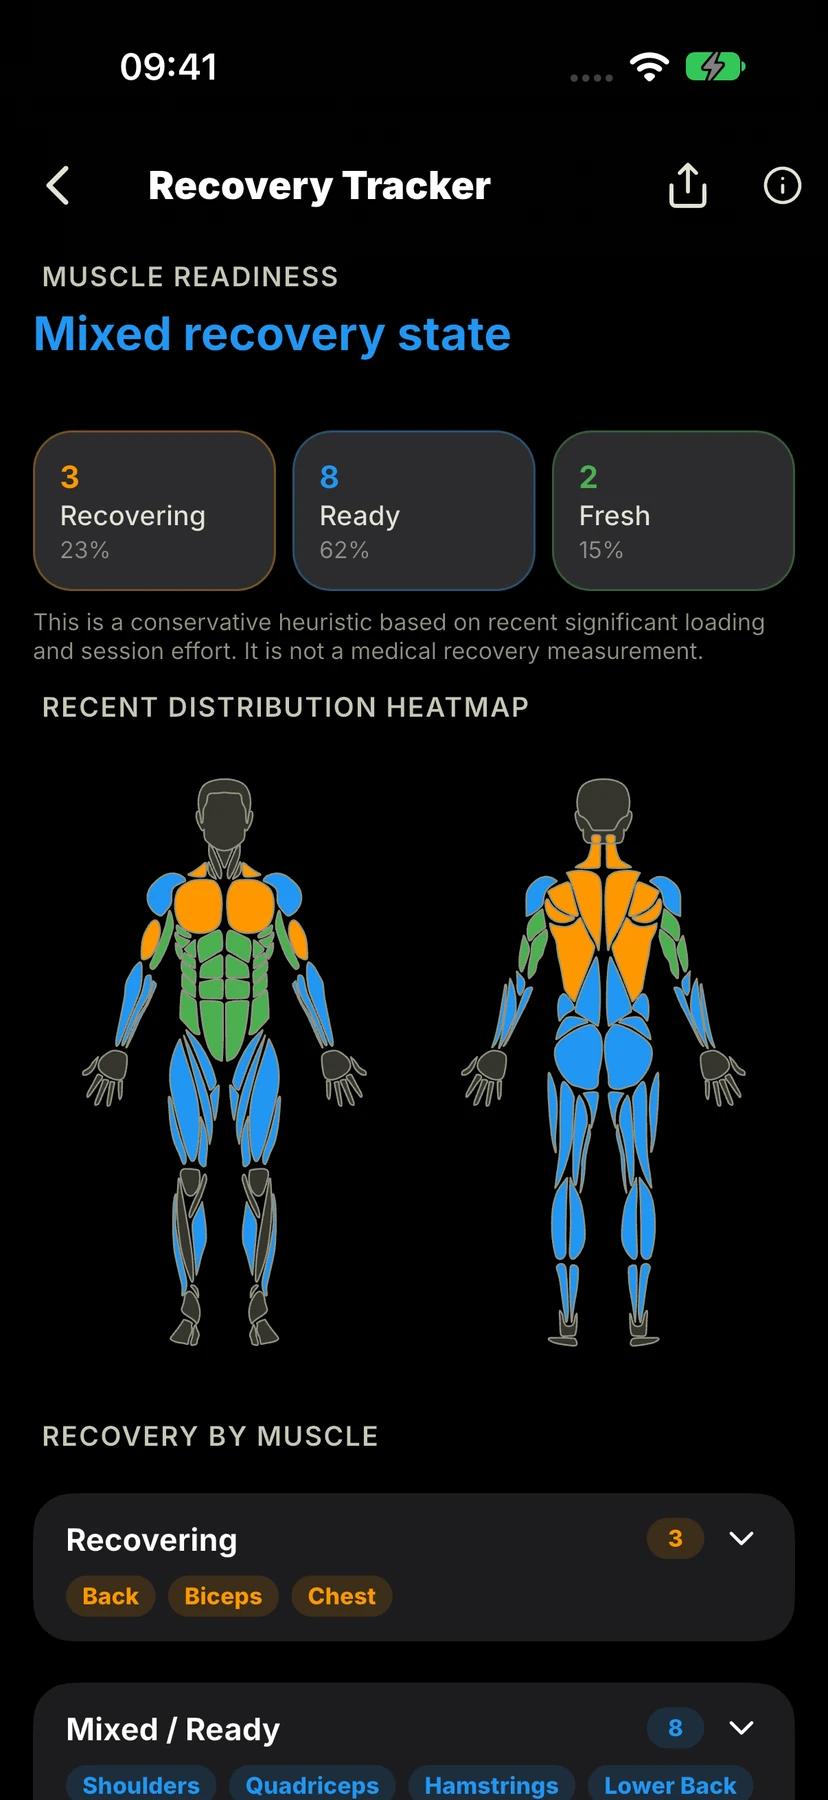 09:41
Recovery Tracker
MUSCLE READINESS
Mixed recovery state
3
Recovering
23%
8
Ready
62%
2
Fresh
15%
This is a conservative heuristic based on recent significant loading
and session effort. It is not a medical recovery measurement.
RECENT DISTRIBUTION HEATMAP
RECOVERY BY MUSCLE
Recovering 3
Back Biceps Chest
Mixed / Ready 8
Shoulders Quadriceps Hamstrings Lower Back